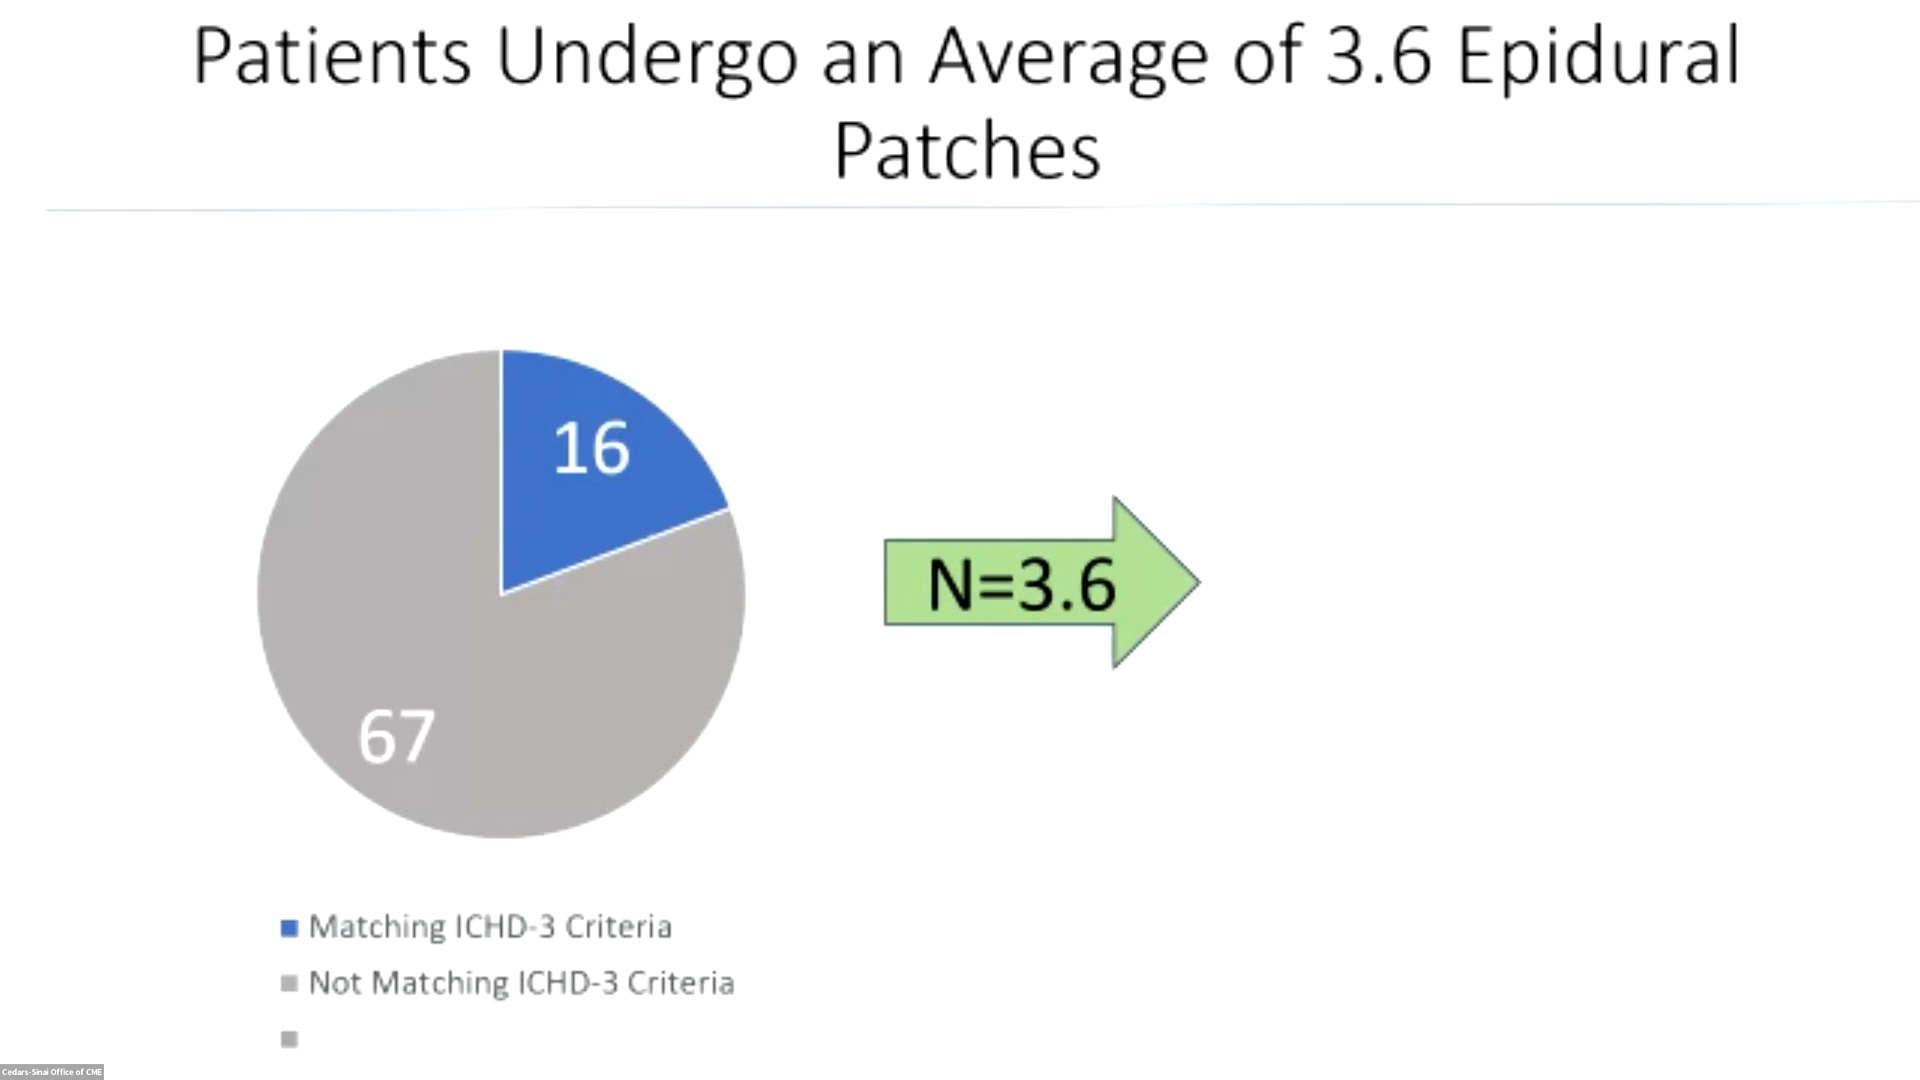 Patients Undergo an Average of 3.6 Epidural
Patches
16
67
N=3.6
Matching ICHD-3 Criteria
Not Matching ICHD-3 Criteria
Cedars-Sinai Office of CME